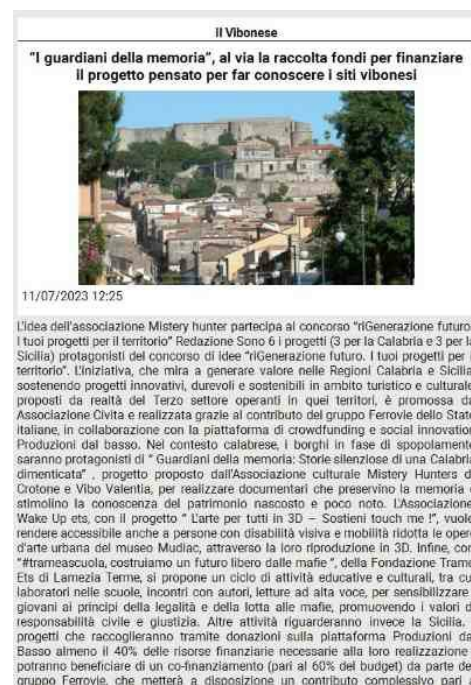 Il Vibonese
"I guardiani della memoria", al via la raccolta fondi per finanziare
il progetto pensato per far conoscere i siti vibonesi
11/07/2023 12:25
L'idea dell'associazione Mistery hunter partecipa al concorso "riGenerazione futuro.
I tuoi progetti per il territorio" Redazione Sono 6 i progetti (3 per la Calabria e 3 per la
Sicilia) protagonisti del concorso di idee "riGenerazione futuro. I tuoi progetti per il
territorio". L'iniziativa, che mira a generare valore nelle Regioni Calabria e Sicilia,
sostenendo progetti innovativi, durevoli e sostenibili in ambito turistico e culturale,
proposti da realtà del Terzo settore operanti in quei territori, è promossa da
Associazione Civita e realizzata grazie al contributo del gruppo Ferrovie dello Stato
italiane, in collaborazione con la piattaforma di crowdfunding e social innovation
Produzioni dal basso. Nel contesto calabrese, i borghi in fase di spopolamento
saranno protagonisti di " Guardiani della memoria: Storie silenziose di una Calabria
dimenticata" , progetto proposto dall'Associazione culturale Mistery Hunters di
Crotone e Vibo Valentia, per realizzare documentari che preservino la memoria e
stimolino la conoscenza del patrimonio nascosto e poco noto. L'Associazione
Wake Up ets, con il progetto " L'arte per tutti in 3D – Sostieni touch me !", vuole
rendere accessibile anche a persone con disabilità visiva e mobilità ridotta le opere
d'arte urbana del museo Mudiac, attraverso la loro riproduzione in 3D. Infine, con
"#trameascuola, costruiamo un futuro libero dalle mafie ", della Fondazione Trame
Ets di Lamezia Terme, si propone un ciclo di attività educative e culturali, tra cui
laboratori nelle scuole, incontri con autori, letture ad alta voce, per sensibilizzare i
giovani ai principi della legalità e della lotta alle mafie, promuovendo i valori di
responsabilità civile e giustizia. Altre attività riguarderanno invece la Sicilia. I
progetti che raccoglieranno tramite donazioni sulla piattaforma Produzioni dal
Basso almeno il 40% delle risorse finanziarie necessarie alla loro realizzazione ,
potranno beneficiare di un co-finanziamento (pari al 60% del budget) da parte del
gruppo Ferrovie, che metterà a disposizione un contributo complessivo pari a